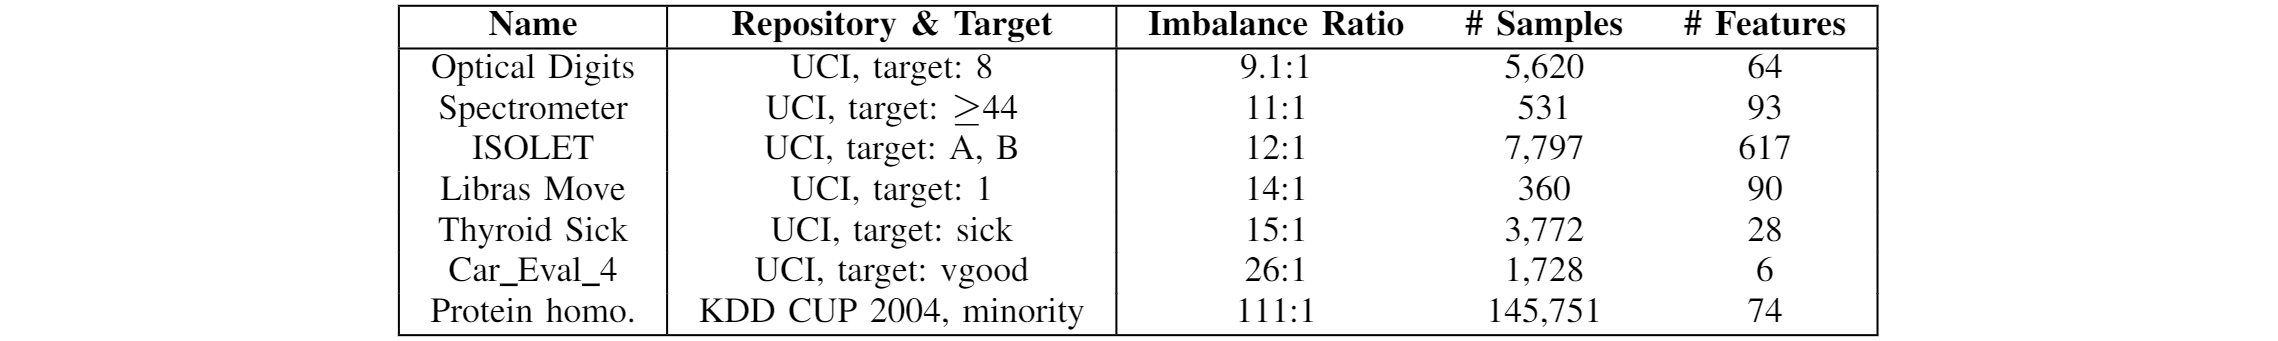 Name Repository & Target Imbalance Ratio # Samples # Features
Optical Digits UCI, target: 8 9.1:1 5,620 64
Spectrometer UCI, target: ≥44 11:1 531 93
ISOLET UCI, target: A, B 12:1 7,797 617
Libras Move UCI, target: 1 14:1 360 90
Thyroid Sick UCI, target: sick 15:1 3,772 28
Car_Eval_4 UCI, target: vgood 26:1 1,728 6
Protein homo. KDD CUP 2004, minority 111:1 145,751 74